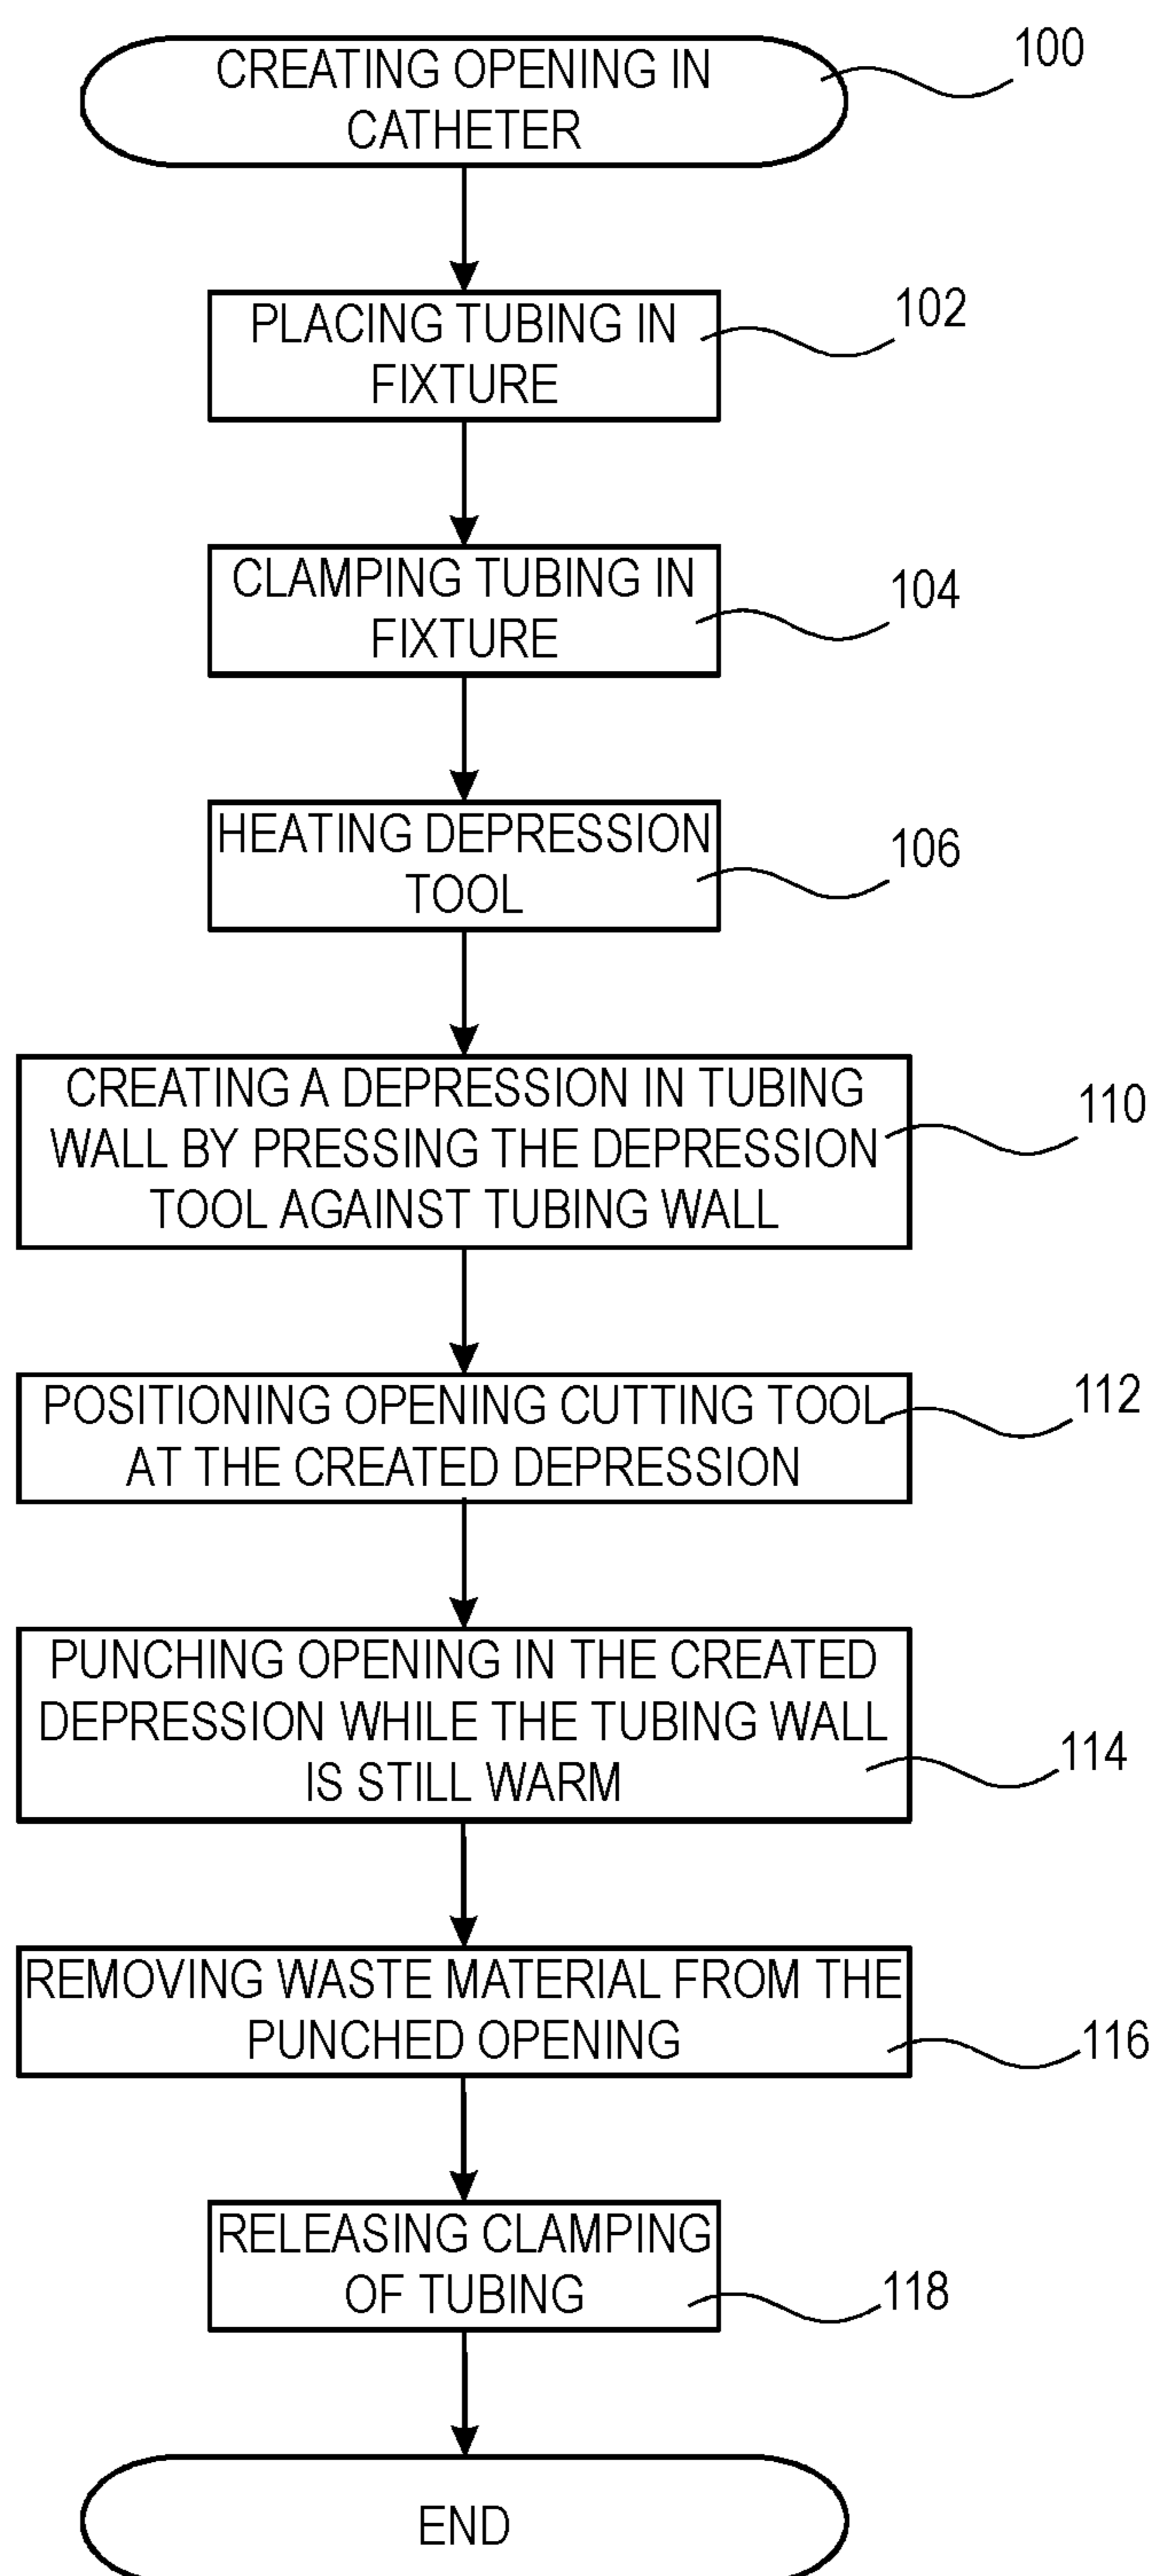 CREATING OPENING IN
CATHETER
100
PLACING TUBING IN
FIXTURE
102
CLAMPING TUBING IN
FIXTURE
104
HEATING DEPRESSION
TOOL
106
CREATING A DEPRESSION IN TUBING
WALL BY PRESSING THE DEPRESSION
TOOL AGAINST TUBING WALL
110
POSITIONING OPENING CUTTING TOOL
AT THE CREATED DEPRESSION
112
PUNCHING OPENING IN THE CREATED
DEPRESSION WHILE THE TUBING WALL
IS STILL WARM
114
REMOVING WASTE MATERIAL FROM THE
PUNCHED OPENING
116
RELEASING CLAMPING
OF TUBING
118
END